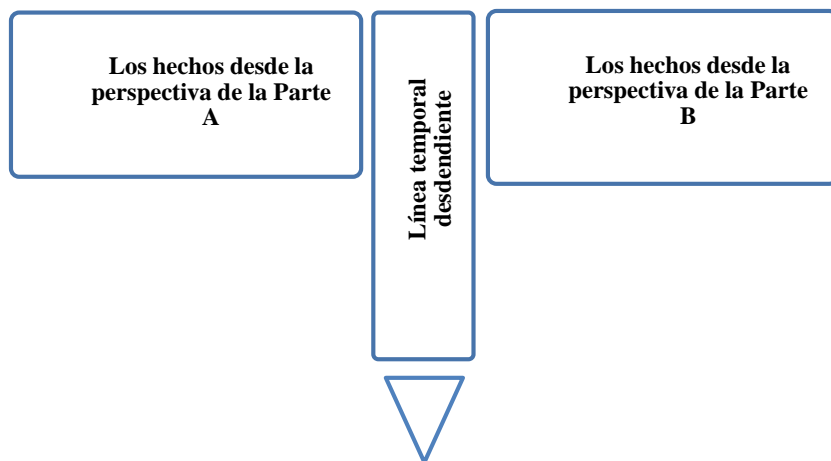 Los hechos desde la
perspectiva de la Parte
A
Línea temporal
desdendiente
Los hechos desde la
perspectiva de la Parte
B